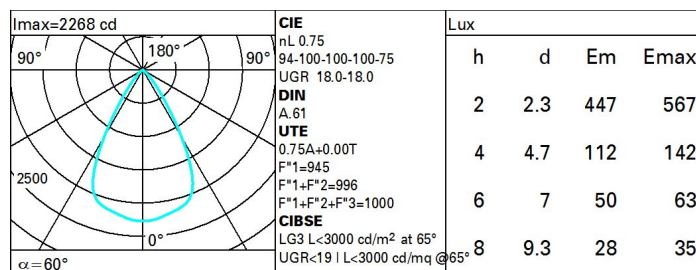 Imax=2268 cd
90° 180° 90°
2500
0°
α=60°
CIE
nL 0.75
94-100-100-100-75
UGR 18.0-18.0
DIN
A.61
UTE
0.75A+0.00T
F"1=945
F"1+F"2=996
F"1+F"2+F"3=1000
CIBSE
LG3 L<3000 cd/m² at 65°
UGR<19 | L<3000 cd/mq @65°
Lux
h d Em Emax
2 2.3 447 567
4 4.7 112 142
6 7 50 63
8 9.3 28 35